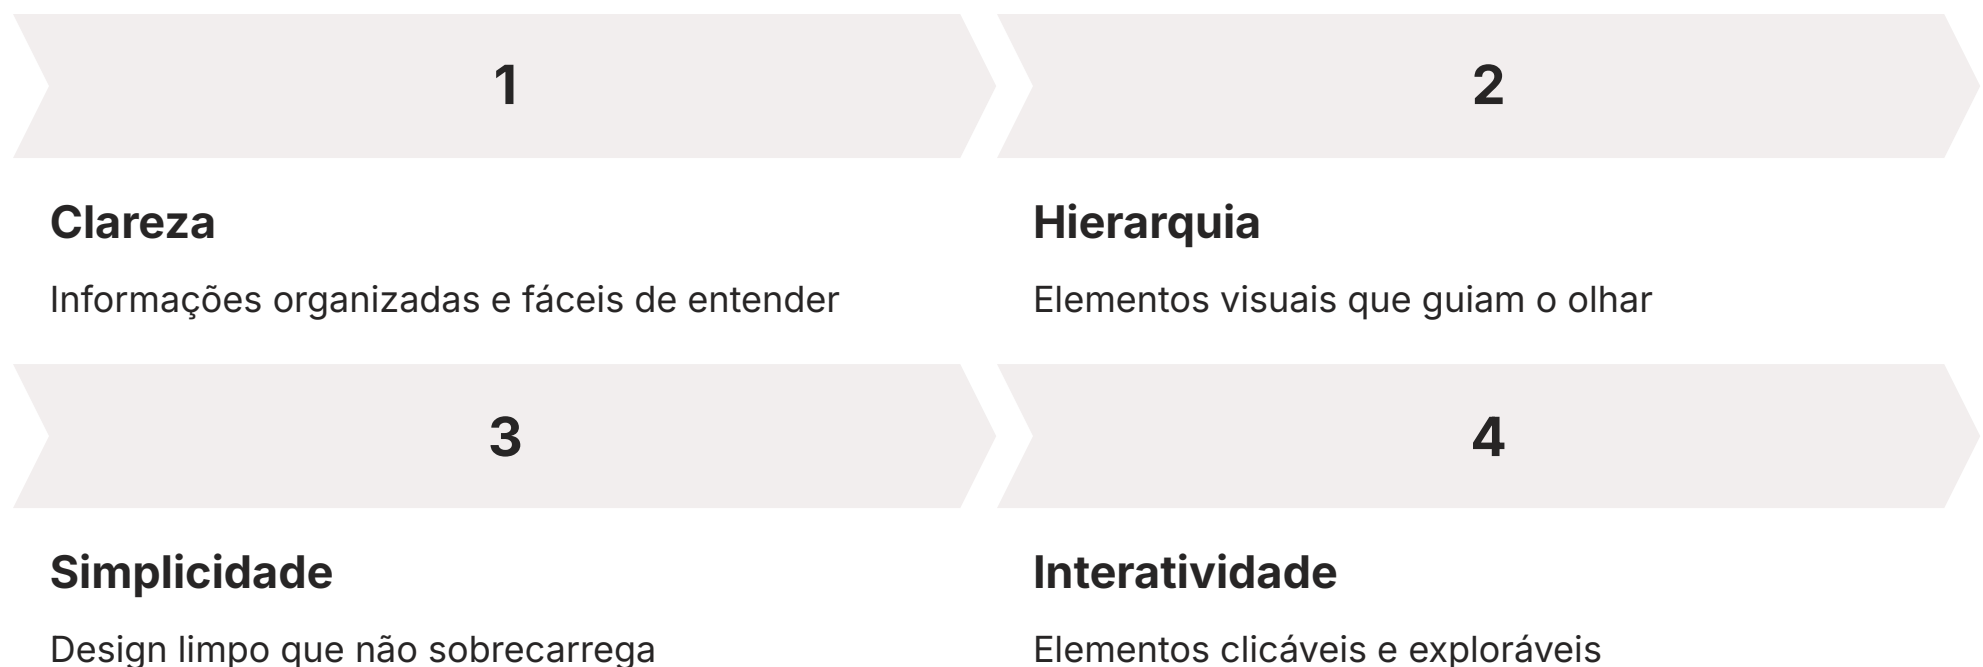 1
2
Clareza
Hierarquia
Informações organizadas e fáceis de entender
Elementos visuais que guiam o olhar
3
4
Simplicidade
Interatividade
Design limpo que não sobrecarrega
Elementos clicáveis e exploráveis